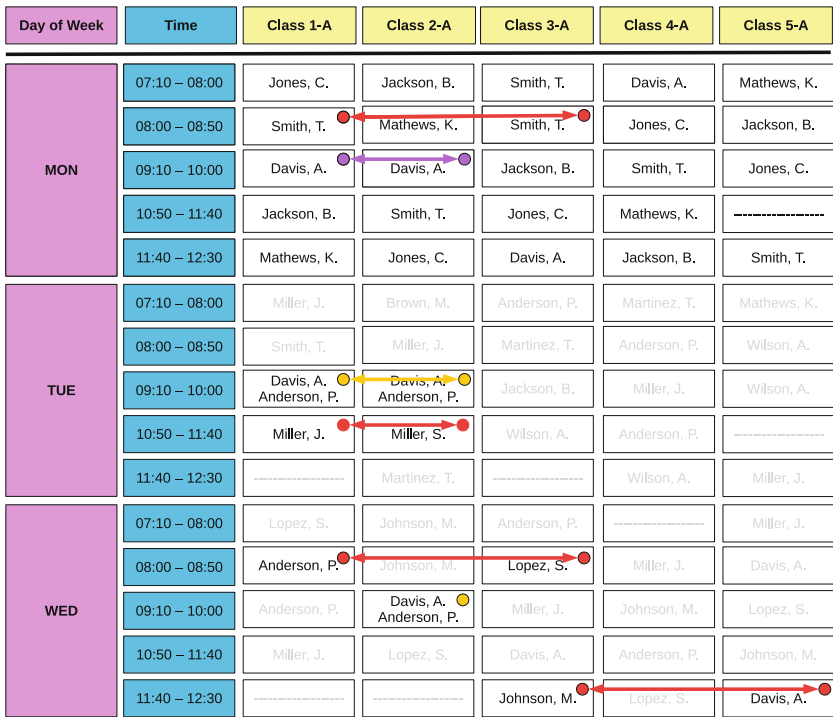 Day of Week Time Class 1-A Class 2-A Class 3-A Class 4-A Class 5-A
MON
07:10 – 08:00 Jones, C. Jackson, B. Smith, T. Davis, A. Mathews, K.
08:00 – 08:50 Smith, T. Mathews, K. Smith, T. Jones, C. Jackson, B.
09:10 – 10:00 Davis, A. Davis, A. Jackson, B. Smith, T. Jones, C.
10:50 – 11:40 Jackson, B. Smith, T. Jones, C. Mathews, K. --------------------
11:40 – 12:30 Mathews, K. Jones, C. Davis, A. Jackson, B. Smith, T.
TUE
07:10 – 08:00 Miller, J. Brown, M. Anderson, P. Martinez, T. Mathews, K.
08:00 – 08:50 Smith, T. Miller, J. Martinez, T. Anderson, P. Wilson, A.
09:10 – 10:00 Davis, A. Anderson, P. Davis, A. Anderson, P. Jackson, B. Miller, J. Wilson, A.
10:50 – 11:40 Miller, J. Miller, S. Wilson, A. Anderson, P. --------------------
11:40 – 12:30 -------------------- Martinez, T. -------------------- Wilson, A. Miller, J.
WED
07:10 – 08:00 Lopez, S. Johnson, M. Anderson, P. -------------------- Miller, J.
08:00 – 08:50 Anderson, P. Johnson, M. Lopez, S. Miller, J. Davis, A.
09:10 – 10:00 Anderson, P. Davis, A. Anderson, P. Miller, J. Johnson, M. Lopez, S.
10:50 – 11:40 Miller, J. Lopez, S. Davis, A. Anderson, P. Johnson, M.
11:40 – 12:30 -------------------- -------------------- Johnson, M. Lopez, S. Davis, A.